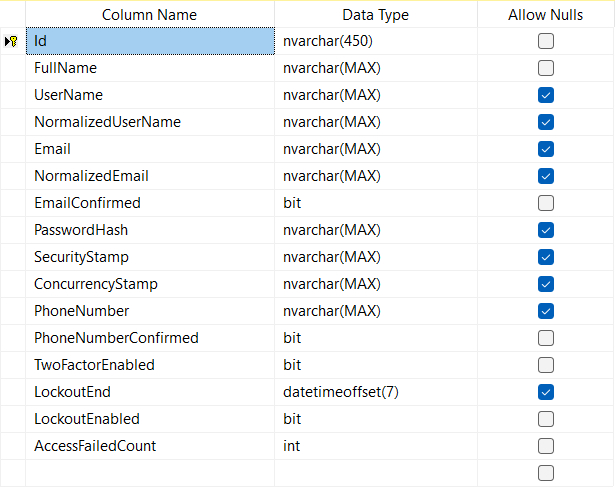 Column Name Data Type Allow Nulls
Id nvarchar(450)
FullName nvarchar(MAX)
UserName nvarchar(MAX)
NormalizedUserName nvarchar(MAX)
Email nvarchar(MAX)
NormalizedEmail nvarchar(MAX)
EmailConfirmed bit
PasswordHash nvarchar(MAX)
SecurityStamp nvarchar(MAX)
ConcurrencyStamp nvarchar(MAX)
PhoneNumber nvarchar(MAX)
PhoneNumberConfirmed bit
TwoFactorEnabled bit
LockoutEnd datetimeoffset(7)
LockoutEnabled bit
AccessFailedCount int